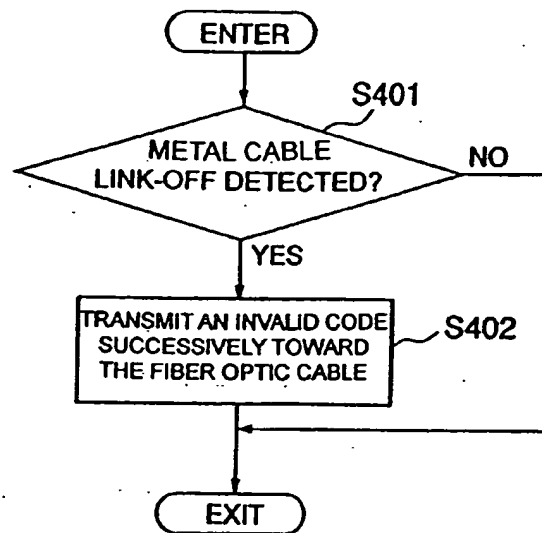 ENTER
S401
METAL CABLE
LINK-OFF DETECTED?
NO
YES
TRANSMIT AN INVALID CODE
SUCCESSIVELY TOWARD
THE FIBER OPTIC CABLE
S402
EXIT